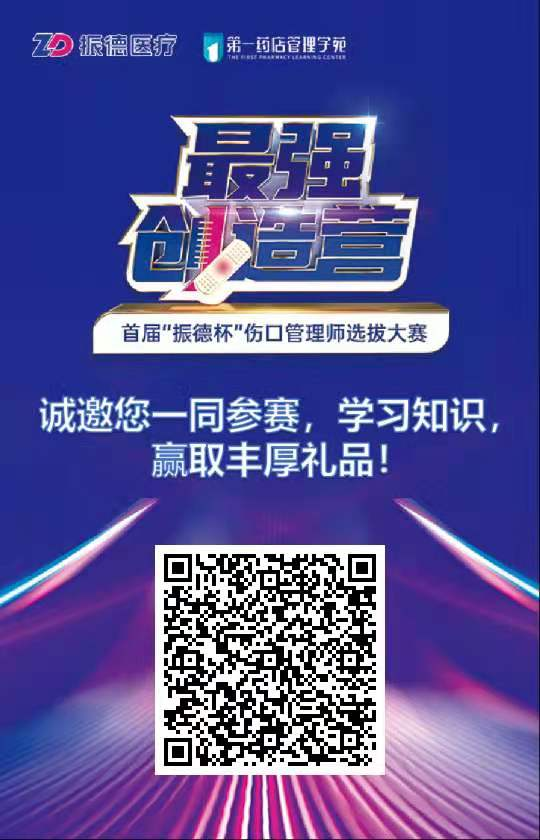 ZD 振德医疗
第一药店管理学苑
THE FIRST PHARMACY LEARNING CENTER
最强
创造营
首届“振德杯”伤口管理师选拔大赛
诚邀您一同参赛，学习知识，
赢取丰厚礼品！